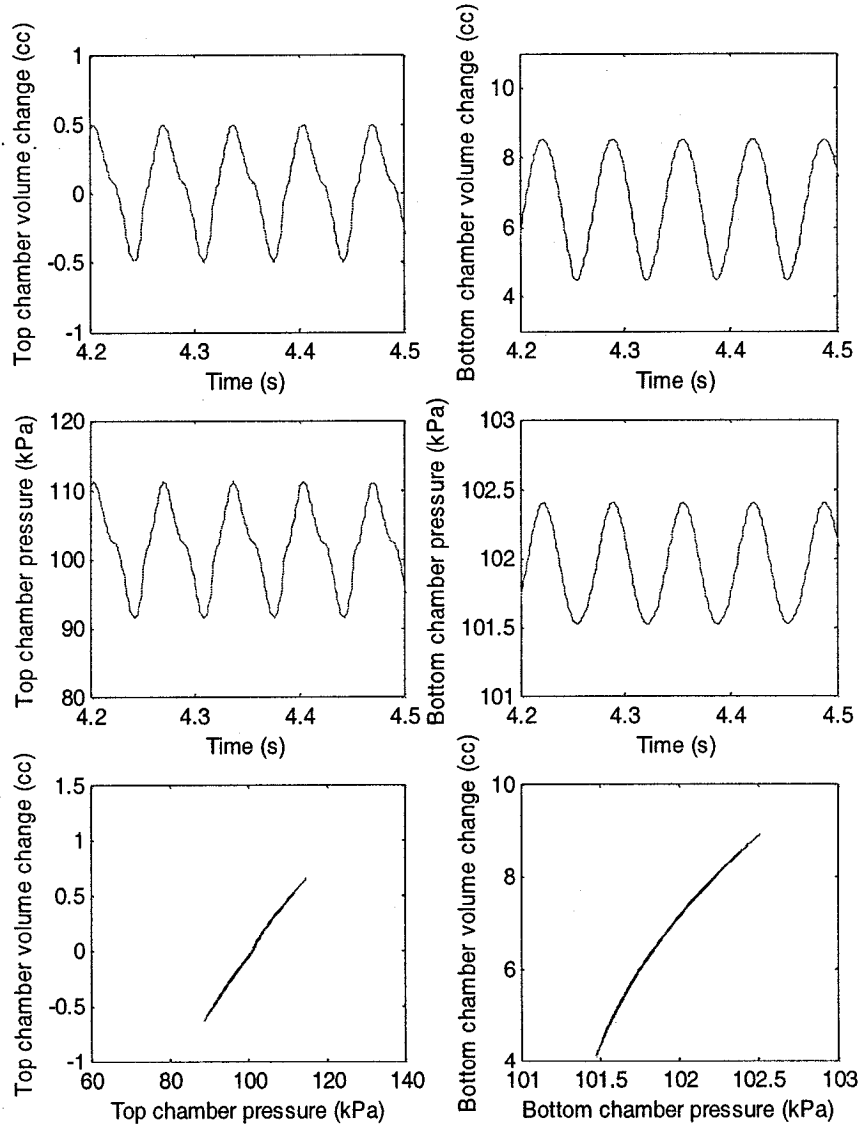 Top chamber volume change (cc)
1
0.5
0
-0.5
-1
4.2 4.3 4.4 4.5
Time (s)
Bottom chamber volume change (cc)
10
8
6
4
4.2 4.3 4.4 4.5
Time (s)
Top chamber pressure (kPa)
120
110
100
90
80
4.2 4.3 4.4 4.5
Time (s)
Bottom chamber pressure (kPa)
103
102.5
102
101.5
101
4.2 4.3 4.4 4.5
Time (s)
Top chamber volume change (cc)
1.5
1
0.5
0
-0.5
-1
60 80 100 120 140
Top chamber pressure (kPa)
Bottom chamber volume change (cc)
10
8
6
4
101 101.5 102 102.5 103
Bottom chamber pressure (kPa)